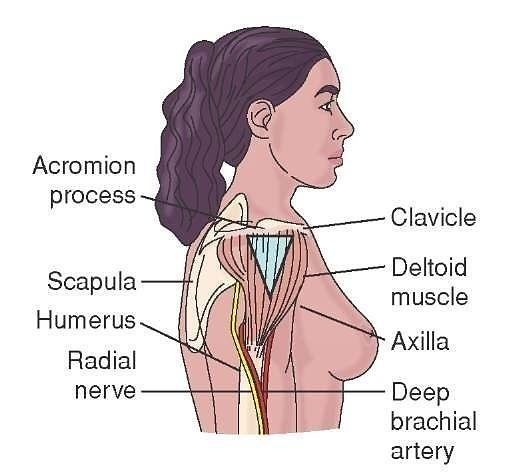 Acromion
process
Scapula
Humerus
Radial
nerve
Clavicle
Deltoid
muscle
Axilla
Deep
brachial
artery